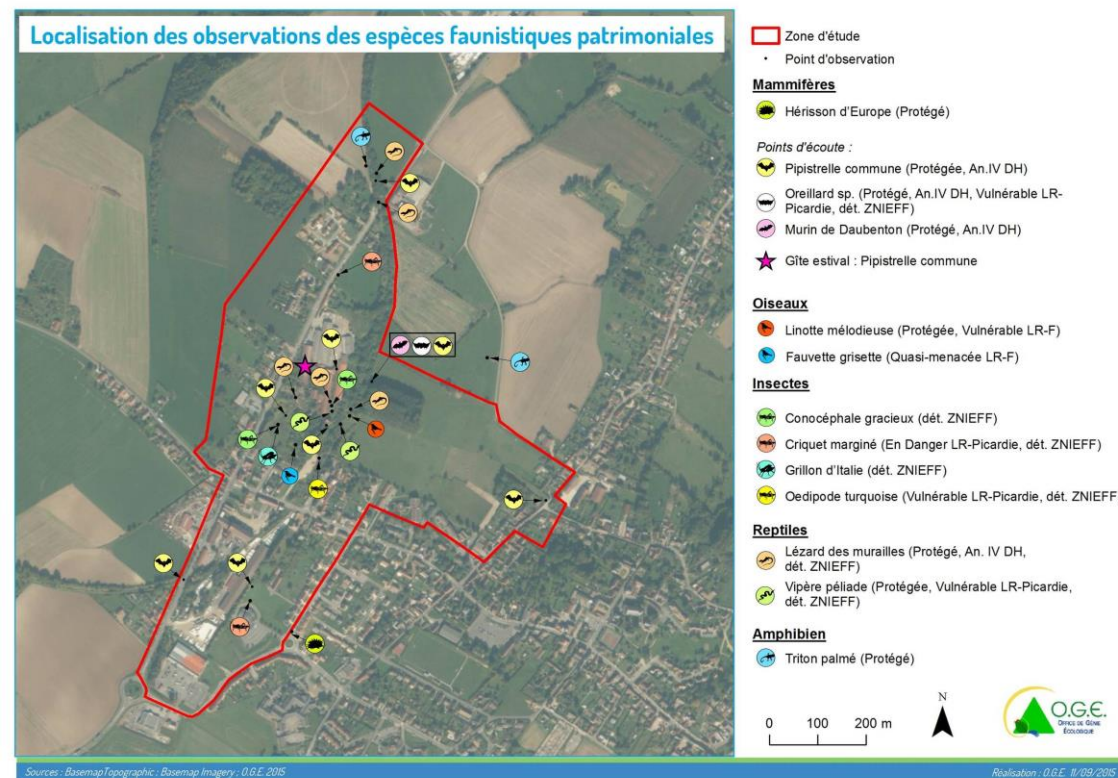 Localisation des observations des espèces faunistiques patrimoniales
Zone d'étude
Point d'observation
Mammifères
Hérisson d'Europe (Protégé)
Points d'écoute :
Pipistrelle commune (Protégée, An.IV DH)
Oreillard sp. (Protégé, An.IV DH, Vulnérable LR-
Picardie, dét. ZNIEFF)
Murin de Daubenton (Protégé, An.IV DH)
Gîte estival : Pipistrelle commune
Oiseaux
Linotte mélodieuse (Protégée, Vulnérable LR-F)
Fauvette grisette (Quasi-menacée LR-F)
Insectes
Conocéphale gracieux (dét. ZNIEFF)
Criquet marginé (En Danger LR-Picardie, dét. ZNIEFF)
Grillon d'Italie (dét. ZNIEFF)
Oedipode turquoise (Vulnérable LR-Picardie, dét. ZNIEFF
Reptiles
Lézard des murailles (Protégé, An. IV DH,
dét. ZNIEFF)
Vipère péliade (Protégée, Vulnérable LR-Picardie,
dét. ZNIEFF)
Amphibien
Triton palmé (Protégé)
0 100 200 m
N
O.G.E.
OFFICE DE GÉNIE
ÉCOLOGIQUE
Sources : BasemapTopographic ; Basemap Imagery ; O.G.E. 2015
Réalisation : O.G.E. 11/09/2015